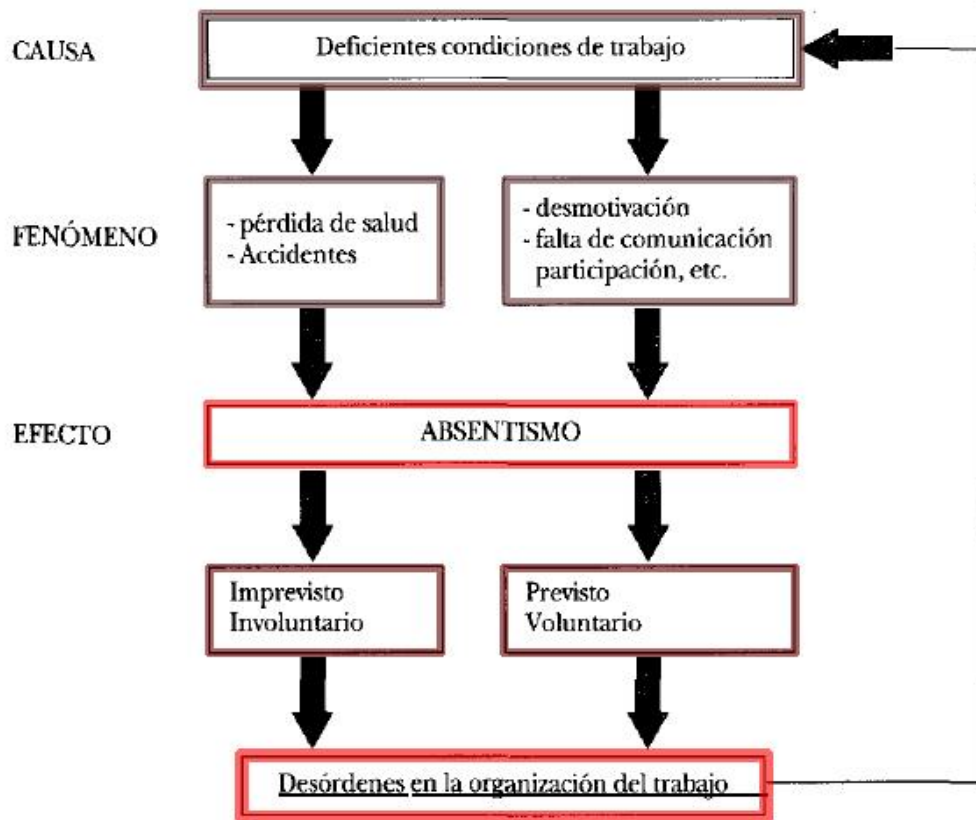 CAUSA
Deficientes condiciones de trabajo
FENÓMENO
- pérdida de salud
- Accidentes
- desmotivación
- falta de comunicación
participación, etc.
EFECTO
ABSENTISMO
Imprevisto
Involuntario
Previsto
Voluntario
Desórdenes en la organización del trabajo